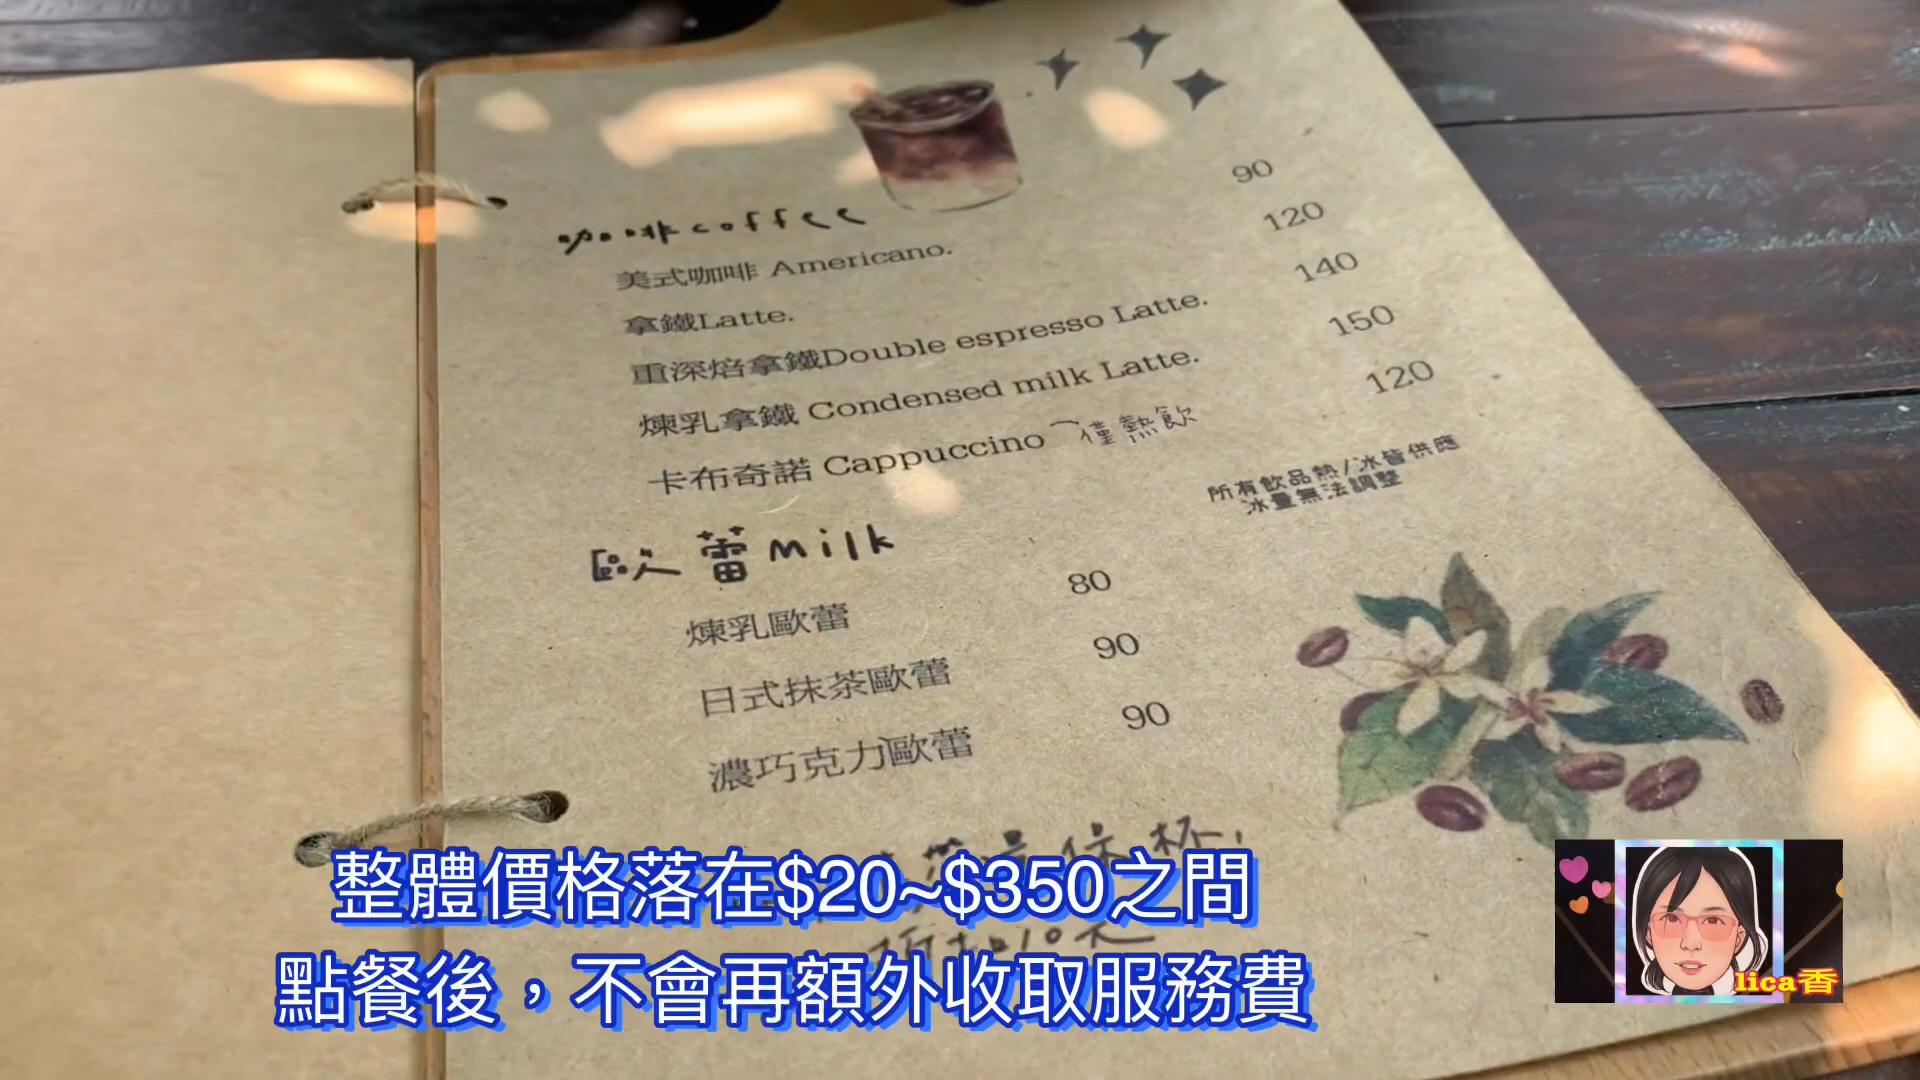 咖啡coffee
美式咖啡 Americano. 90
拿鐵Latte. 120
重深焙拿鐵Double espresso Latte. 140
煉乳拿鐵 Condensed milk Latte. 150
卡布奇諾 Cappuccino 僅熱飲 120
所有飲品熱/冰皆供應
冰量無法調整
歐蕾milk
煉乳歐蕾 80
日式抹茶歐蕾 90
濃巧克力歐蕾 90
整體價格落在$20~$350之間
點餐後，不會再額外收取服務費
lica香